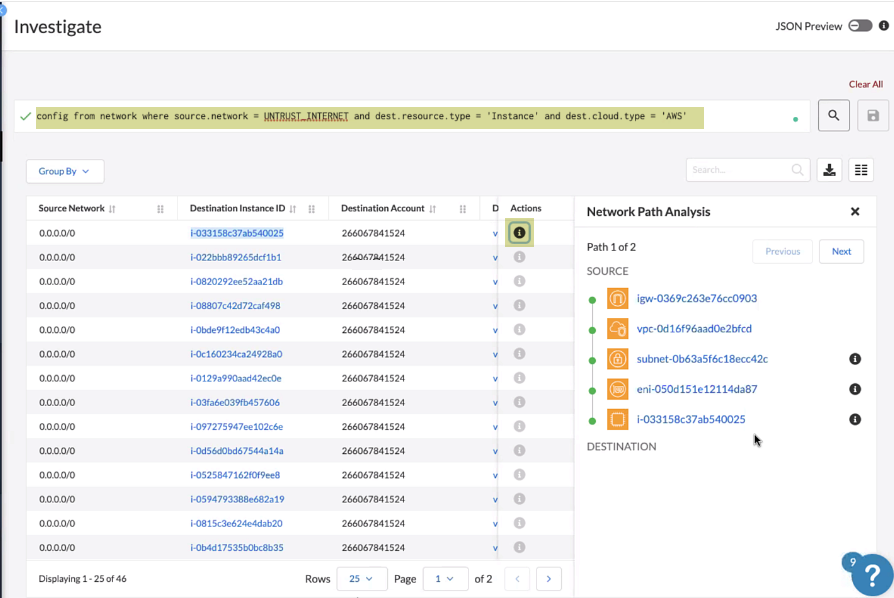 Investigate
JSON Preview
Clear All
config from network where source.network = UNTRUST_INTERNET and dest.resource.type = 'Instance' and dest.cloud.type = 'AWS'
Group By
Search...
Source Network Destination Instance ID Destination Account D Actions
0.0.0.0/0 i-033158c37ab540025 266067841524
0.0.0.0/0 i-022bbb89265dcf1b1 266067841524 v
0.0.0.0/0 i-0820292ee52aa21db 266067841524 v
0.0.0.0/0 i-08807c42d72caf498 266067841524 v
0.0.0.0/0 i-0bde9f12edb43c4a0 266067841524 v
0.0.0.0/0 i-0c160234ca24928a0 266067841524 v
0.0.0.0/0 i-0129a990aad42ec0e 266067841524 v
0.0.0.0/0 i-03fa6e039fb457606 266067841524 v
0.0.0.0/0 i-097275947ee102c6e 266067841524 v
0.0.0.0/0 i-0d56d0bd67544a14a 266067841524 v
0.0.0.0/0 i-0525847162f0f9ee8 266067841524 v
0.0.0.0/0 i-0594793388e682a19 266067841524 v
0.0.0.0/0 i-0815c3e624e4dab20 266067841524 v
0.0.0.0/0 i-0b4d17535b0bc8b35 266067841524 v
Displaying 1 - 25 of 46 Rows 25 Page 1 of 2
Network Path Analysis
Path 1 of 2 Previous Next
SOURCE
igw-0369c263e76cc0903
vpc-0d16f96aad0e2bfcd
subnet-0b63a5f6c18ecc42c
eni-050d151e12114da87
i-033158c37ab540025
DESTINATION
9
?